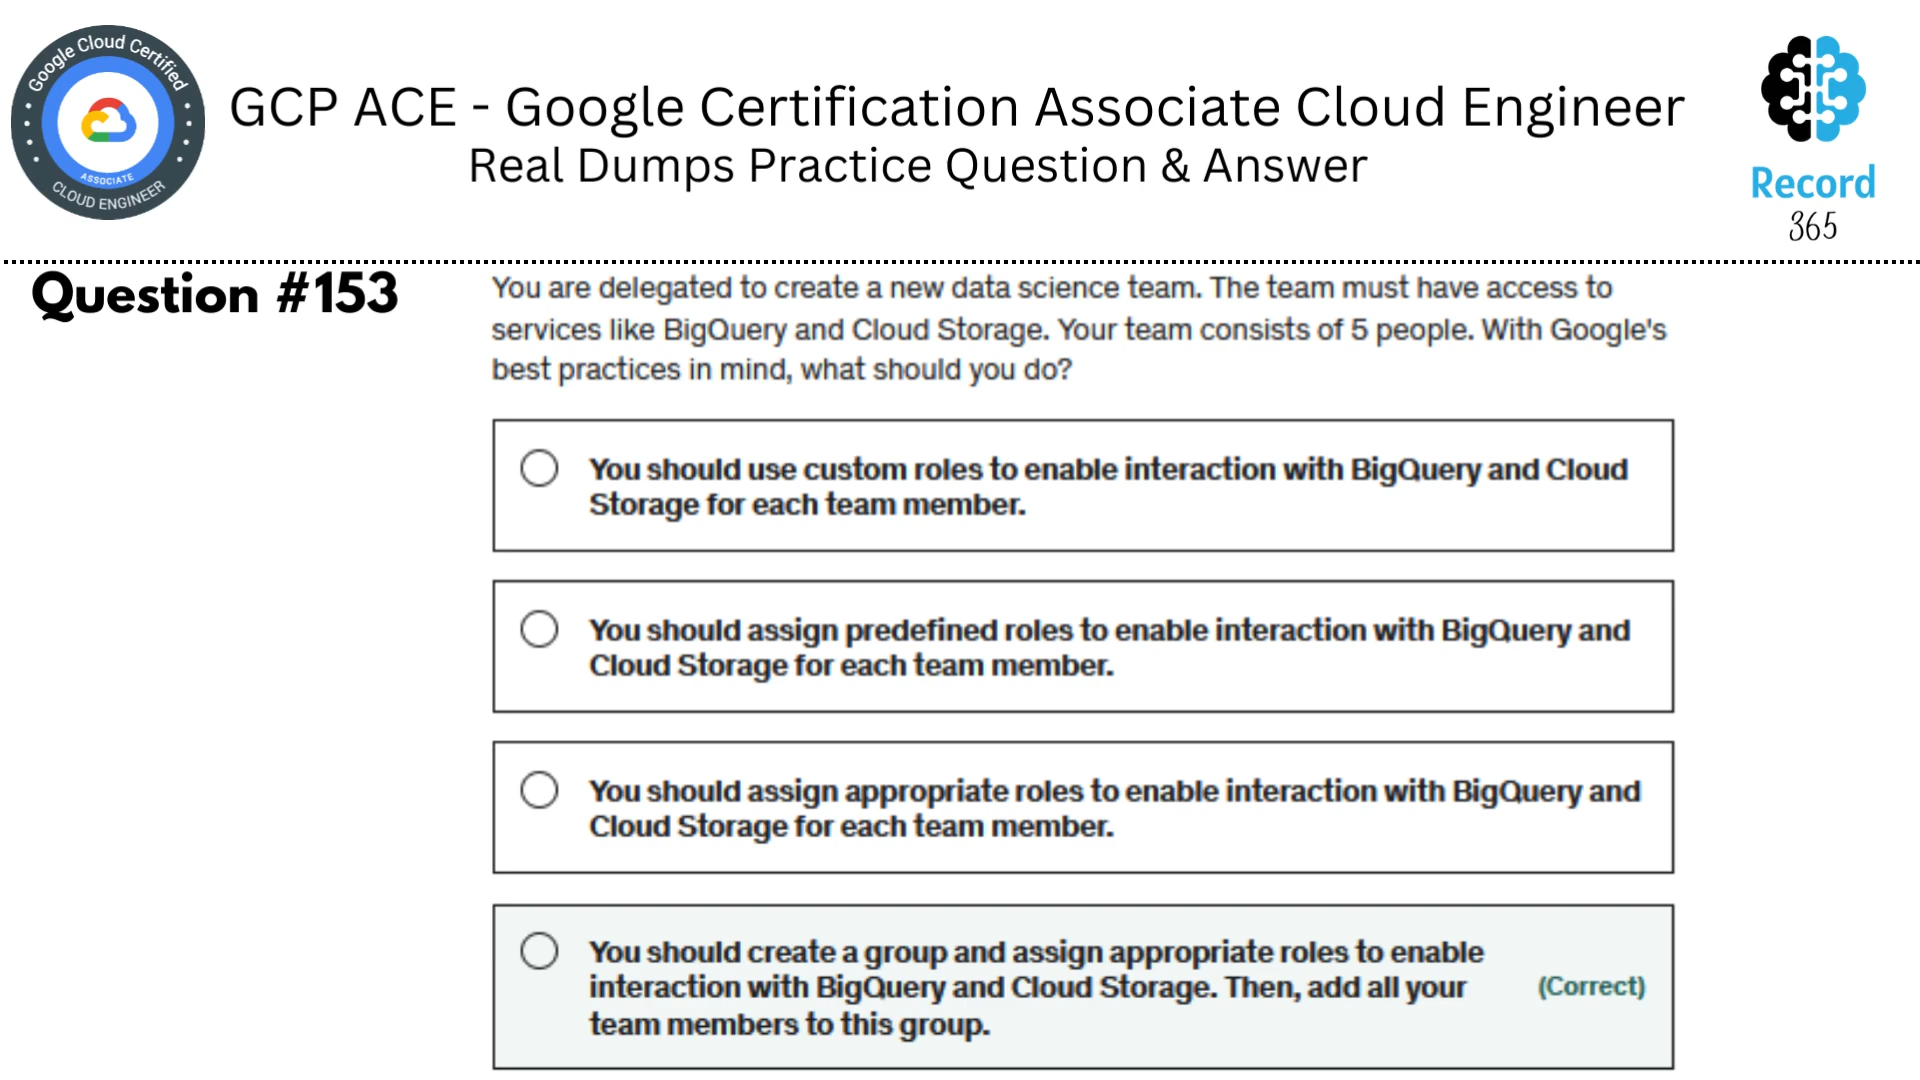 Google Cloud Certified
ASSOCIATE
CLOUD ENGINEER
GCP ACE - Google Certification Associate Cloud Engineer
Real Dumps Practice Question & Answer
Record
365
Question #153
You are delegated to create a new data science team. The team must have access to
services like BigQuery and Cloud Storage. Your team consists of 5 people. With Google's
best practices in mind, what should you do?
You should use custom roles to enable interaction with BigQuery and Cloud
Storage for each team member.
You should assign predefined roles to enable interaction with BigQuery and
Cloud Storage for each team member.
You should assign appropriate roles to enable interaction with BigQuery and
Cloud Storage for each team member.
You should create a group and assign appropriate roles to enable
interaction with BigQuery and Cloud Storage. Then, add all your
team members to this group.
(Correct)